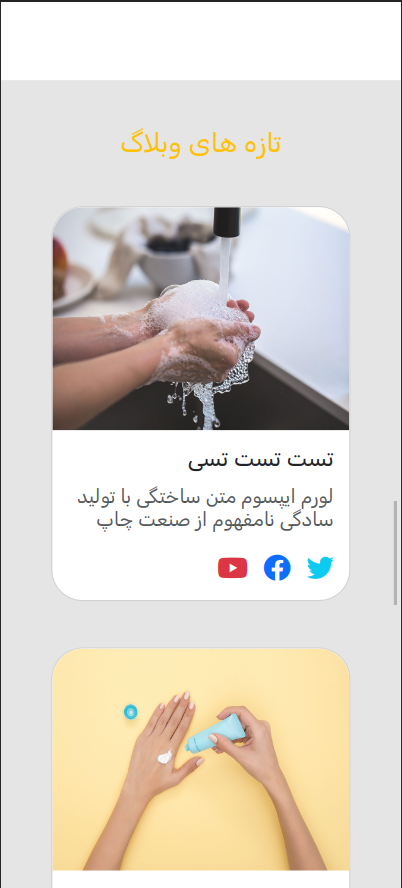 تازه های وبلاگ
تست تست تسی
لورم ایپسوم متن ساختگی با تولید
سادگی نامفهوم از صنعت چاپ